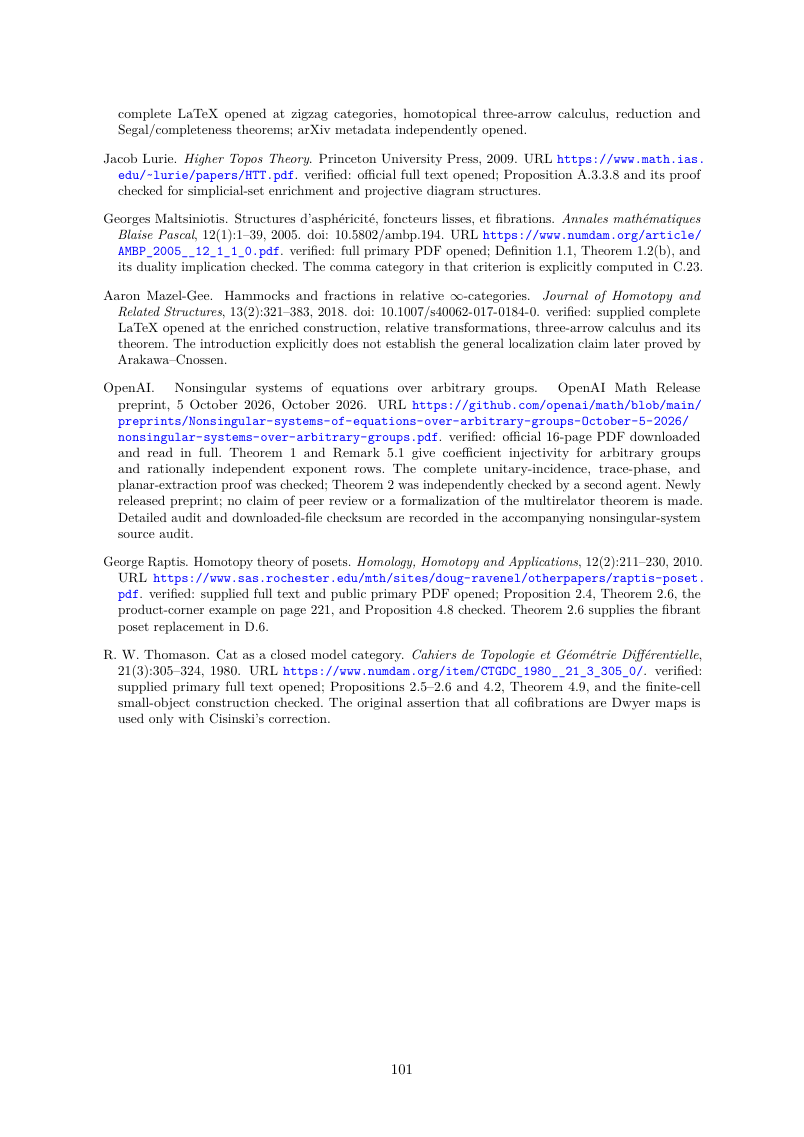 complete LaTeX opened at zigzag categories, homotopical three-arrow calculus, reduction and
Segal/completeness theorems; arXiv metadata independently opened.
Jacob Lurie. Higher Topos Theory. Princeton University Press, 2009. URL https://www.math.ias.
edu/~lurie/papers/HTT.pdf. verified: official full text opened; Proposition A.3.3.8 and its proof
checked for simplicial-set enrichment and projective diagram structures.
Georges Maltsiniotis. Structures d'asphéricité, foncteurs lisses, et fibrations. Annales mathématiques
Blaise Pascal, 12(1):1–39, 2005. doi: 10.5802/ambp.194. URL https://www.numdam.org/article/
AMBP_2005__12_1_1_0.pdf. verified: full primary PDF opened; Definition 1.1, Theorem 1.2(b), and
its duality implication checked. The comma category in that criterion is explicitly computed in C.23.
Aaron Mazel-Gee. Hammocks and fractions in relative ∞-categories. Journal of Homotopy and
Related Structures, 13(2):321–383, 2018. doi: 10.1007/s40062-017-0184-0. verified: supplied complete
LaTeX opened at the enriched construction, relative transformations, three-arrow calculus and its
theorem. The introduction explicitly does not establish the general localization claim later proved by
Arakawa–Cnossen.
OpenAI. Nonsingular systems of equations over arbitrary groups. OpenAI Math Release
preprint, 5 October 2026, October 2026. URL https://github.com/openai/math/blob/main/
preprints/Nonsingular-systems-of-equations-over-arbitrary-groups-October-5-2026/
nonsingular-systems-over-arbitrary-groups.pdf. verified: official 16-page PDF downloaded
and read in full. Theorem 1 and Remark 5.1 give coefficient injectivity for arbitrary groups
and rationally independent exponent rows. The complete unitary-incidence, trace-phase, and
planar-extraction proof was checked; Theorem 2 was independently checked by a second agent. Newly
released preprint; no claim of peer review or a formalization of the multirelator theorem is made.
Detailed audit and downloaded-file checksum are recorded in the accompanying nonsingular-system
source audit.
George Raptis. Homotopy theory of posets. Homology, Homotopy and Applications, 12(2):211–230, 2010.
URL https://www.sas.rochester.edu/mth/sites/doug-ravenel/otherpapers/raptis-poset.
pdf. verified: supplied full text and public primary PDF opened; Proposition 2.4, Theorem 2.6, the
product-corner example on page 221, and Proposition 4.8 checked. Theorem 2.6 supplies the fibrant
poset replacement in D.6.
R. W. Thomason. Cat as a closed model category. Cahiers de Topologie et Géométrie Différentielle,
21(3):305–324, 1980. URL https://www.numdam.org/item/CTGDC_1980__21_3_305_0/. verified:
supplied primary full text opened; Propositions 2.5–2.6 and 4.2, Theorem 4.9, and the finite-cell
small-object construction checked. The original assertion that all cofibrations are Dwyer maps is
used only with Cisinski's correction.
101